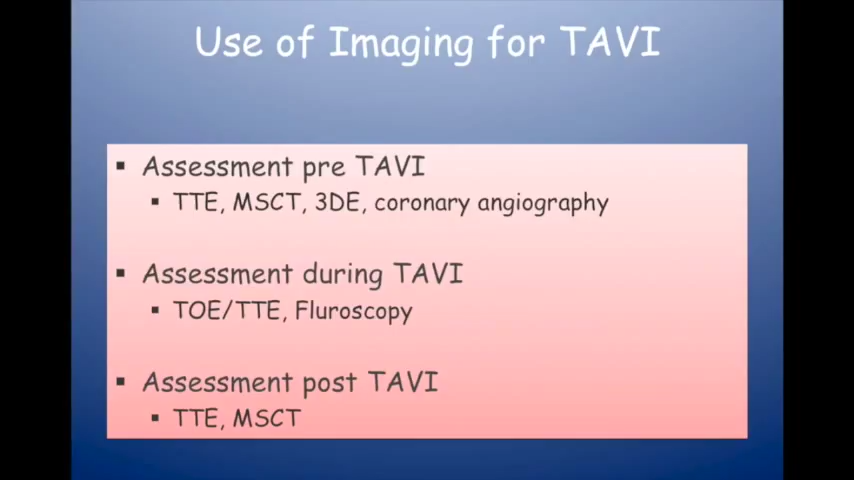 Use of Imaging for TAVI
▪ Assessment pre TAVI
▪ TTE, MSCT, 3DE, coronary angiography
▪ Assessment during TAVI
▪ TOE/TTE, Fluroscopy
▪ Assessment post TAVI
▪ TTE, MSCT